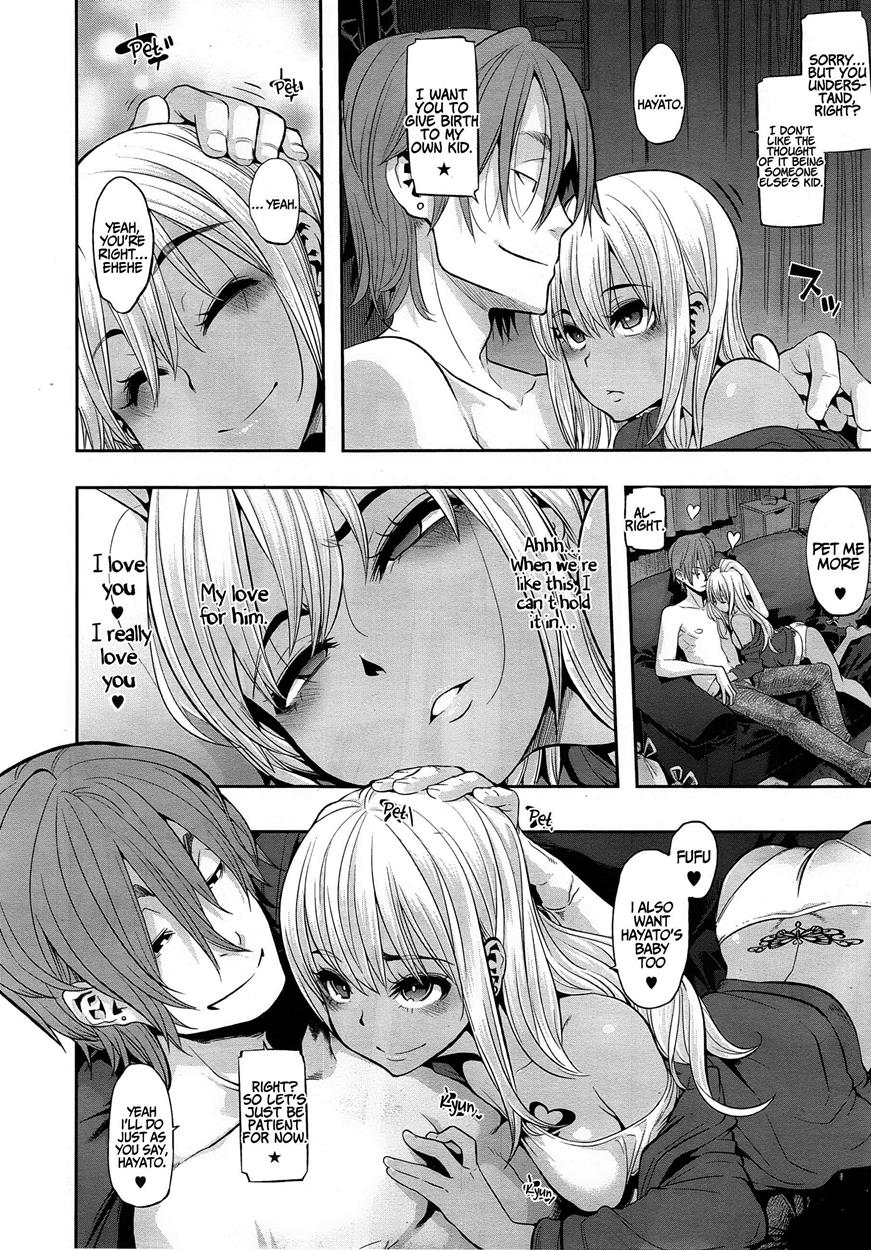 SORRY...
BUT YOU
UNDERS-
TAND,
RIGHT?
I DON'T
LIKE THE
THOUGHT
OF IT BEING
SOMEONE
ELSE'S KID.
...
HAYATO.
I WANT
YOU TO
GIVE BIRTH
TO MY
OWN KID.
★
スッ
Pet
Pet
... YEAH.
YEAH,
YOU'RE
RIGHT...
EHEHE
PET ME
MORE
♥
AL-
RIGHT.
Ahhh...
When we're
like this, I
can't hold
it in...
My love
for him.
I love
you
♥
I really
love
you
♥
Pet
Pet
FUFU
♥
I ALSO
WANT
HAYATO'S
BABY
TOO
♥
RIGHT?
SO LET'S
JUST BE
PATIENT
FOR NOW.
★
Kyun
Kyun
YEAH
I'LL DO
JUST AS
YOU SAY,
HAYATO.
♥